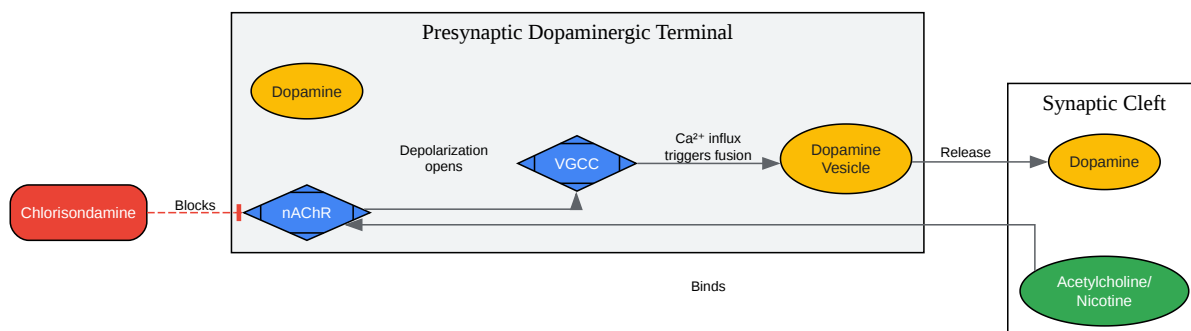 Presynaptic Dopaminergic Terminal
Dopamine
Synaptic Cleft
Depolarization
opens
VGCC
Ca²⁺ influx
triggers fusion
Dopamine
Vesicle
Release
Dopamine
Chlorisondamine
Blocks
nAChR
Binds
Acetylcholine/
Nicotine